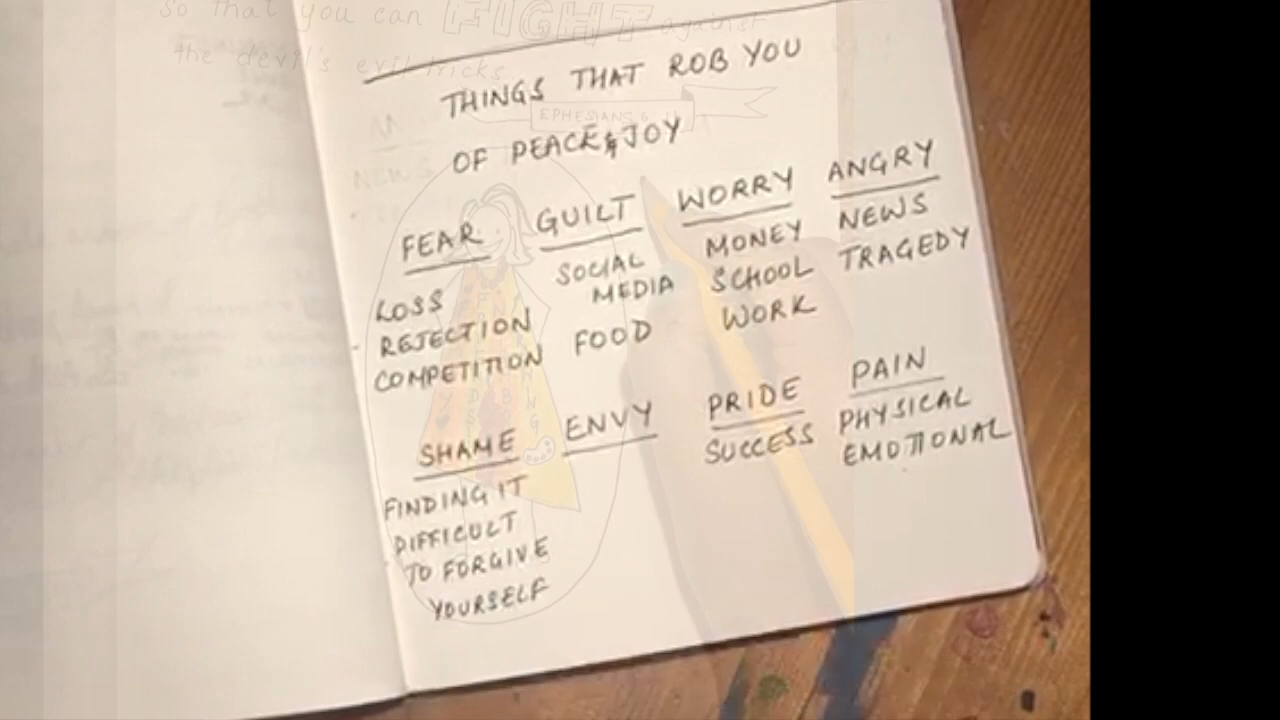 so that you can FIGHT against
the devil's evil tricks
EPHESIANS 6
THINGS THAT ROB YOU
OF PEACE & JOY
FEAR
LOSS
REJECTION
COMPETITION
GUILT
SOCIAL
MEDIA
FOOD
WORRY
MONEY
SCHOOL
WORK
ANGRY
NEWS
TRAGEDY
SHAME
FINDING IT
DIFFICULT
TO FORGIVE
YOURSELF
ENVY
PRIDE
SUCCESS
PAIN
PHYSICAL
EMOTIONAL